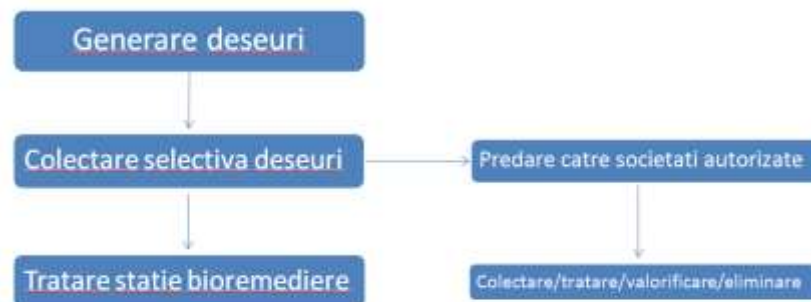 Generare deseuri
Colectare selectiva deseuri
Predare catre societati autorizate
Tratare statie bioremediere
Colectare/tratare/valorificare/eliminare